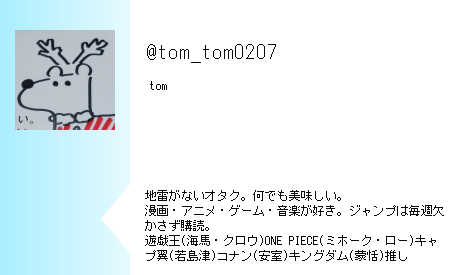 @tom_tom0207
tom
い。
地雷がないオタク。何でも美味しい。
漫画・アニメ・ゲーム・音楽が好き。ジャンプは毎週欠
かさず購読。
遊戯王(海馬・クロウ)ONE PIECE(ミホーク・ロー)キャ
プ翼(若島津)コナン(安室)キングダム(蒙恬)推し